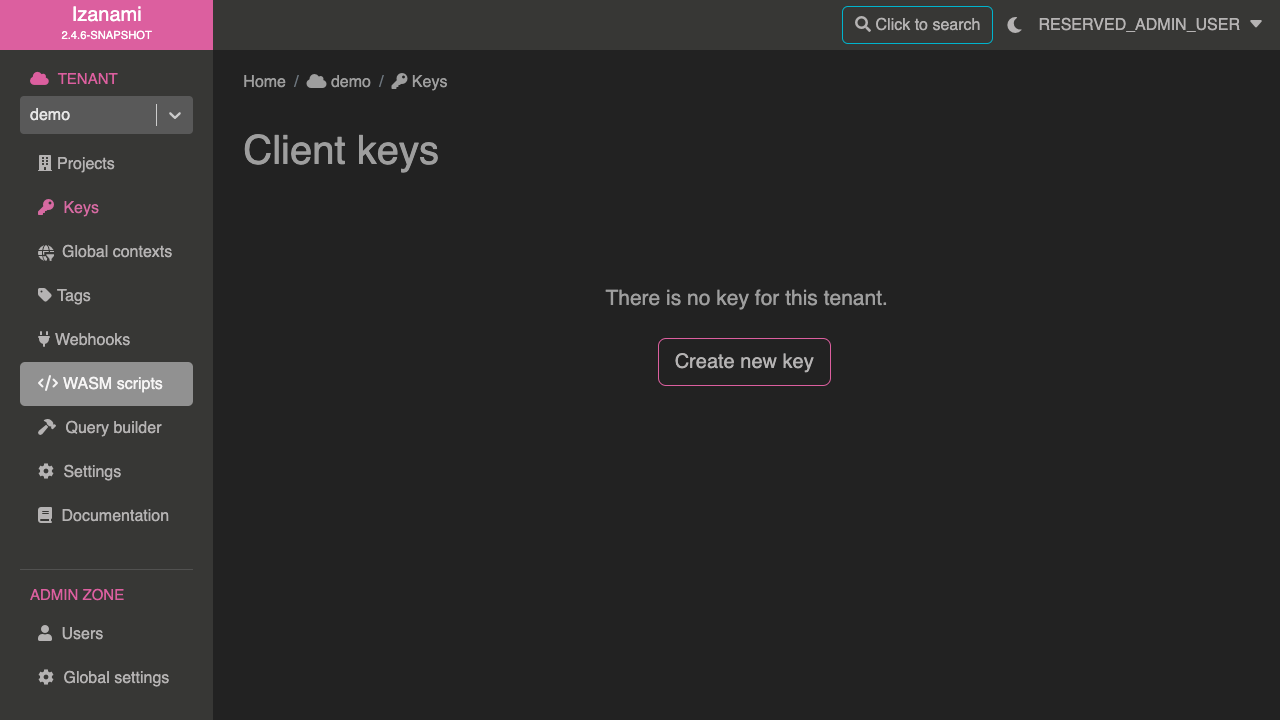 Izanami
2.4.6-SNAPSHOT
Click to search
RESERVED_ADMIN_USER
TENANT
demo
Projects
Keys
Global contexts
Tags
Webhooks
WASM scripts
Query builder
Settings
Documentation
ADMIN ZONE
Users
Global settings
Home / demo / Keys
Client keys
There is no key for this tenant.
Create new key